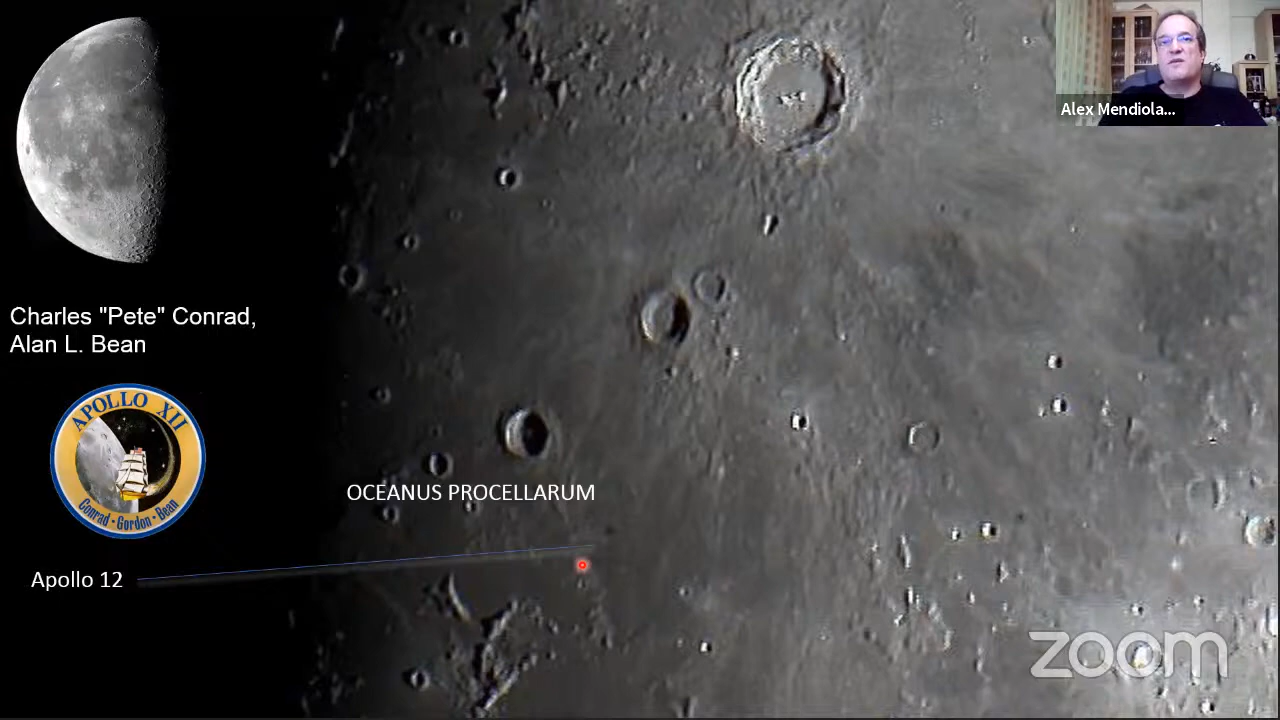 Alex Mendiola...
Charles "Pete" Conrad,
Alan L. Bean
APOLLO XII
Conrad · Gordon · Bean
OCEANUS PROCELLARUM
Apollo 12
zoom